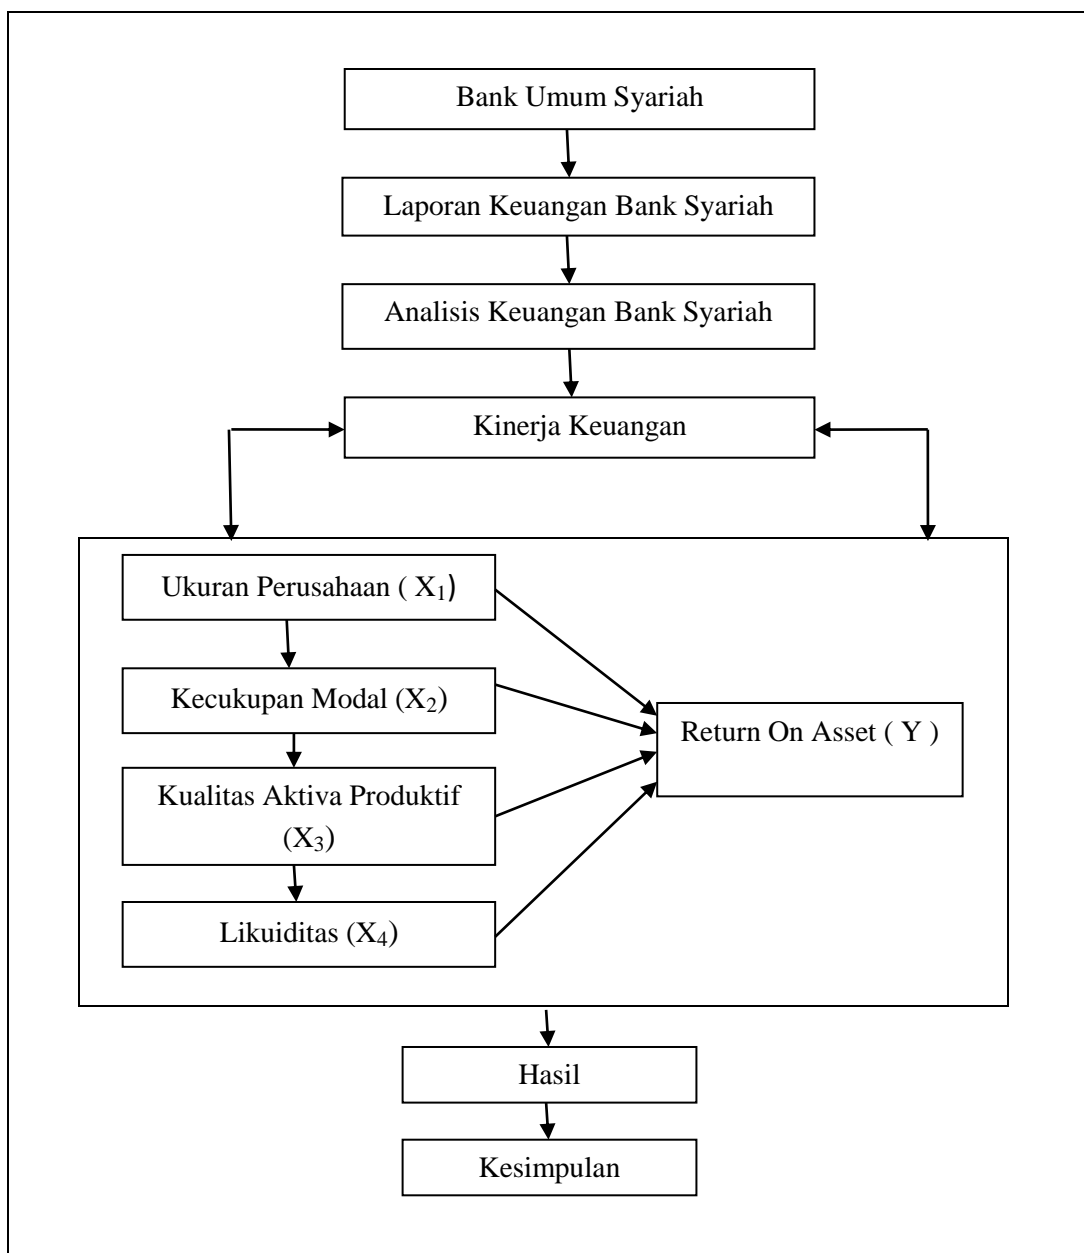 Bank Umum Syariah
Laporan Keuangan Bank Syariah
Analisis Keuangan Bank Syariah
Kinerja Keuangan
Ukuran Perusahaan ( X₁)
Kecukupan Modal (X₂)
Return On Asset ( Y )
Kualitas Aktiva Produktif
(X₃)
Likuiditas (X₄)
Hasil
Kesimpulan